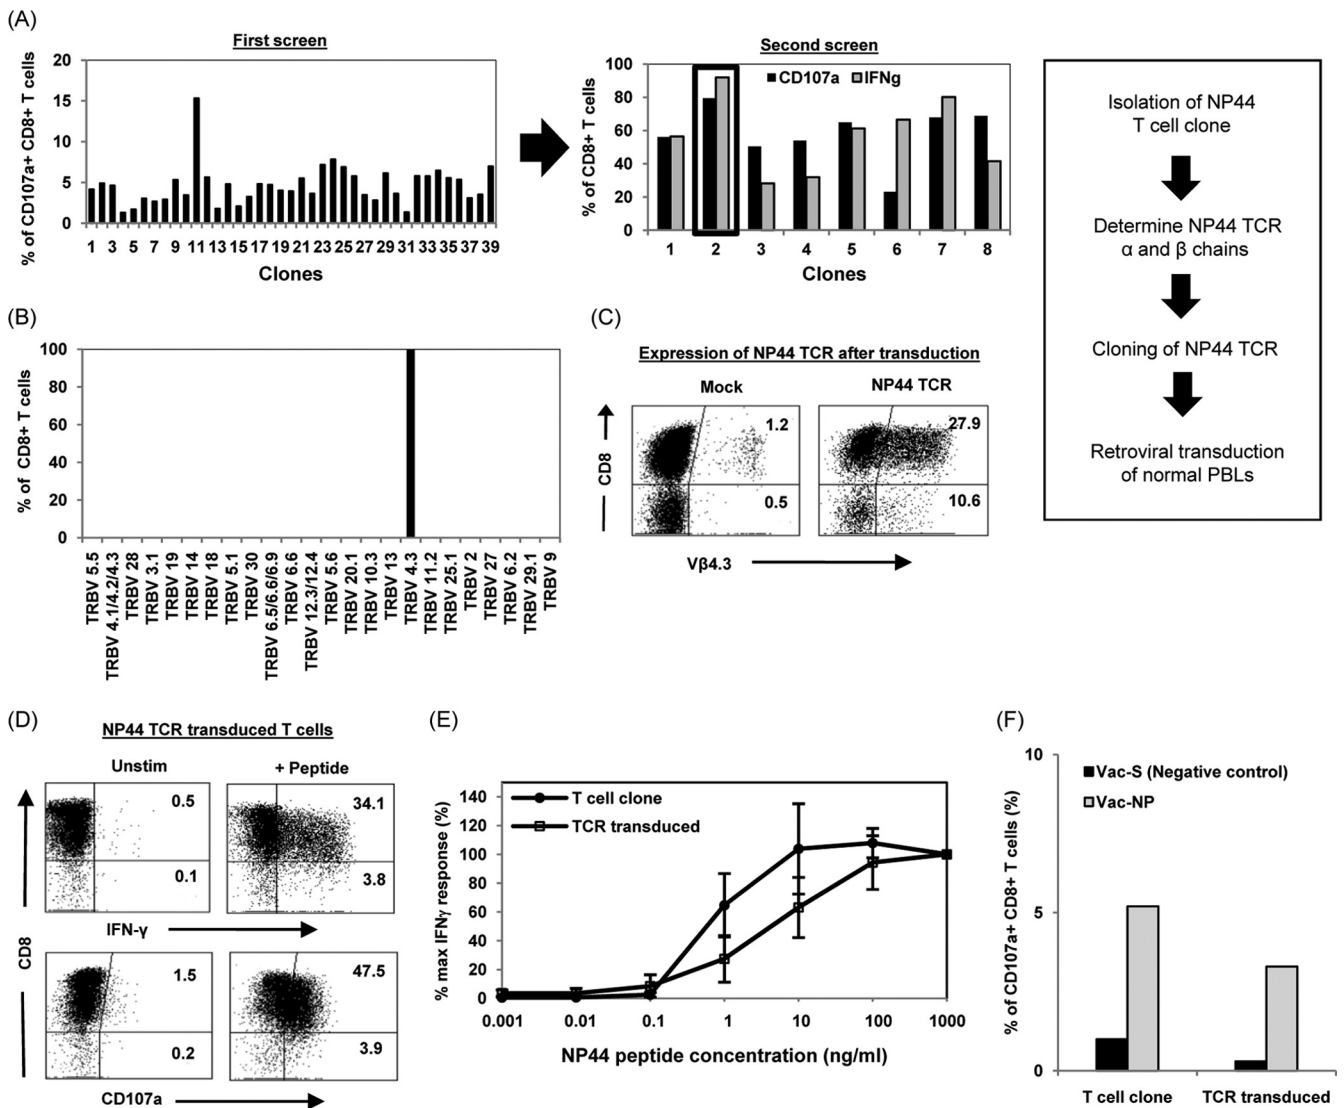 (A)
First screen
% of CD107a+ CD8+ T cells
20
15
10
5
0
1 3 5 7 9 11 13 15 17 19 21 23 25 27 29 31 33 35 37 39
Clones
Second screen
% of CD8+ T cells
100
80
60
40
20
0
CD107a IFNg
1 2 3 4 5 6 7 8
Clones
Isolation of NP44
T cell clone
Determine NP44 TCR
α and β chains
Cloning of NP44 TCR
Retroviral transduction
of normal PBLs
(B)
% of CD8+ T cells
100
80
60
40
20
0
TRBV 5.5
TRBV 4.1/4.2/4.3
TRBV 28
TRBV 3.1
TRBV 19
TRBV 14
TRBV 18
TRBV 5.1
TRBV 30
TRBV 6.5/6.6/6.9
TRBV 6.6
TRBV 12.3/12.4
TRBV 5.6
TRBV 20.1
TRBV 10.3
TRBV 13
TRBV 4.3
TRBV 11.2
TRBV 25.1
TRBV 2
TRBV 27
TRBV 6.2
TRBV 29.1
TRBV 9
(C)
Expression of NP44 TCR after transduction
Mock NP44 TCR
CD8
1.2 27.9
0.5 10.6
Vβ4.3
(D)
NP44 TCR transduced T cells
Unstim + Peptide
0.5 34.1
0.1 3.8
IFN-γ
CD8
1.5 47.5
0.2 3.9
CD107a
(E)
% max IFNγ response (%)
140
120
100
80
60
40
20
0
T cell clone
TCR transduced
0.001 0.01 0.1 1 10 100 1000
NP44 peptide concentration (ng/ml)
(F)
% of CD107a+ CD8+ T cells (%)
10
5
0
Vac-S (Negative control)
Vac-NP
T cell clone TCR transduced